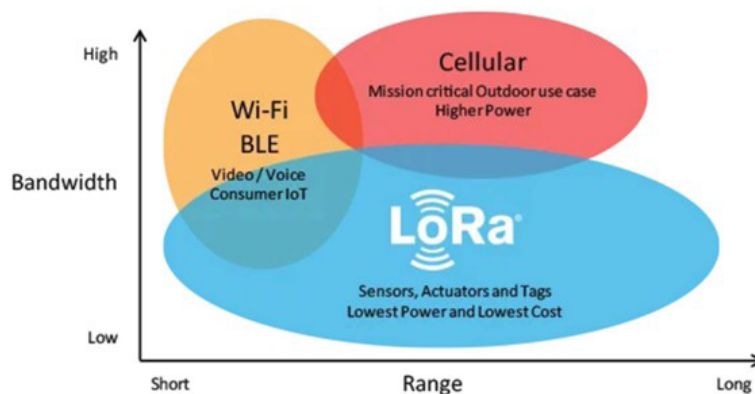 High
Bandwidth
Low
Wi-Fi
BLE
Video / Voice
Consumer IoT
Cellular
Mission critical Outdoor use case
Higher Power
LoRa®
Sensors, Actuators and Tags
Lowest Power and Lowest Cost
Short
Range
Long